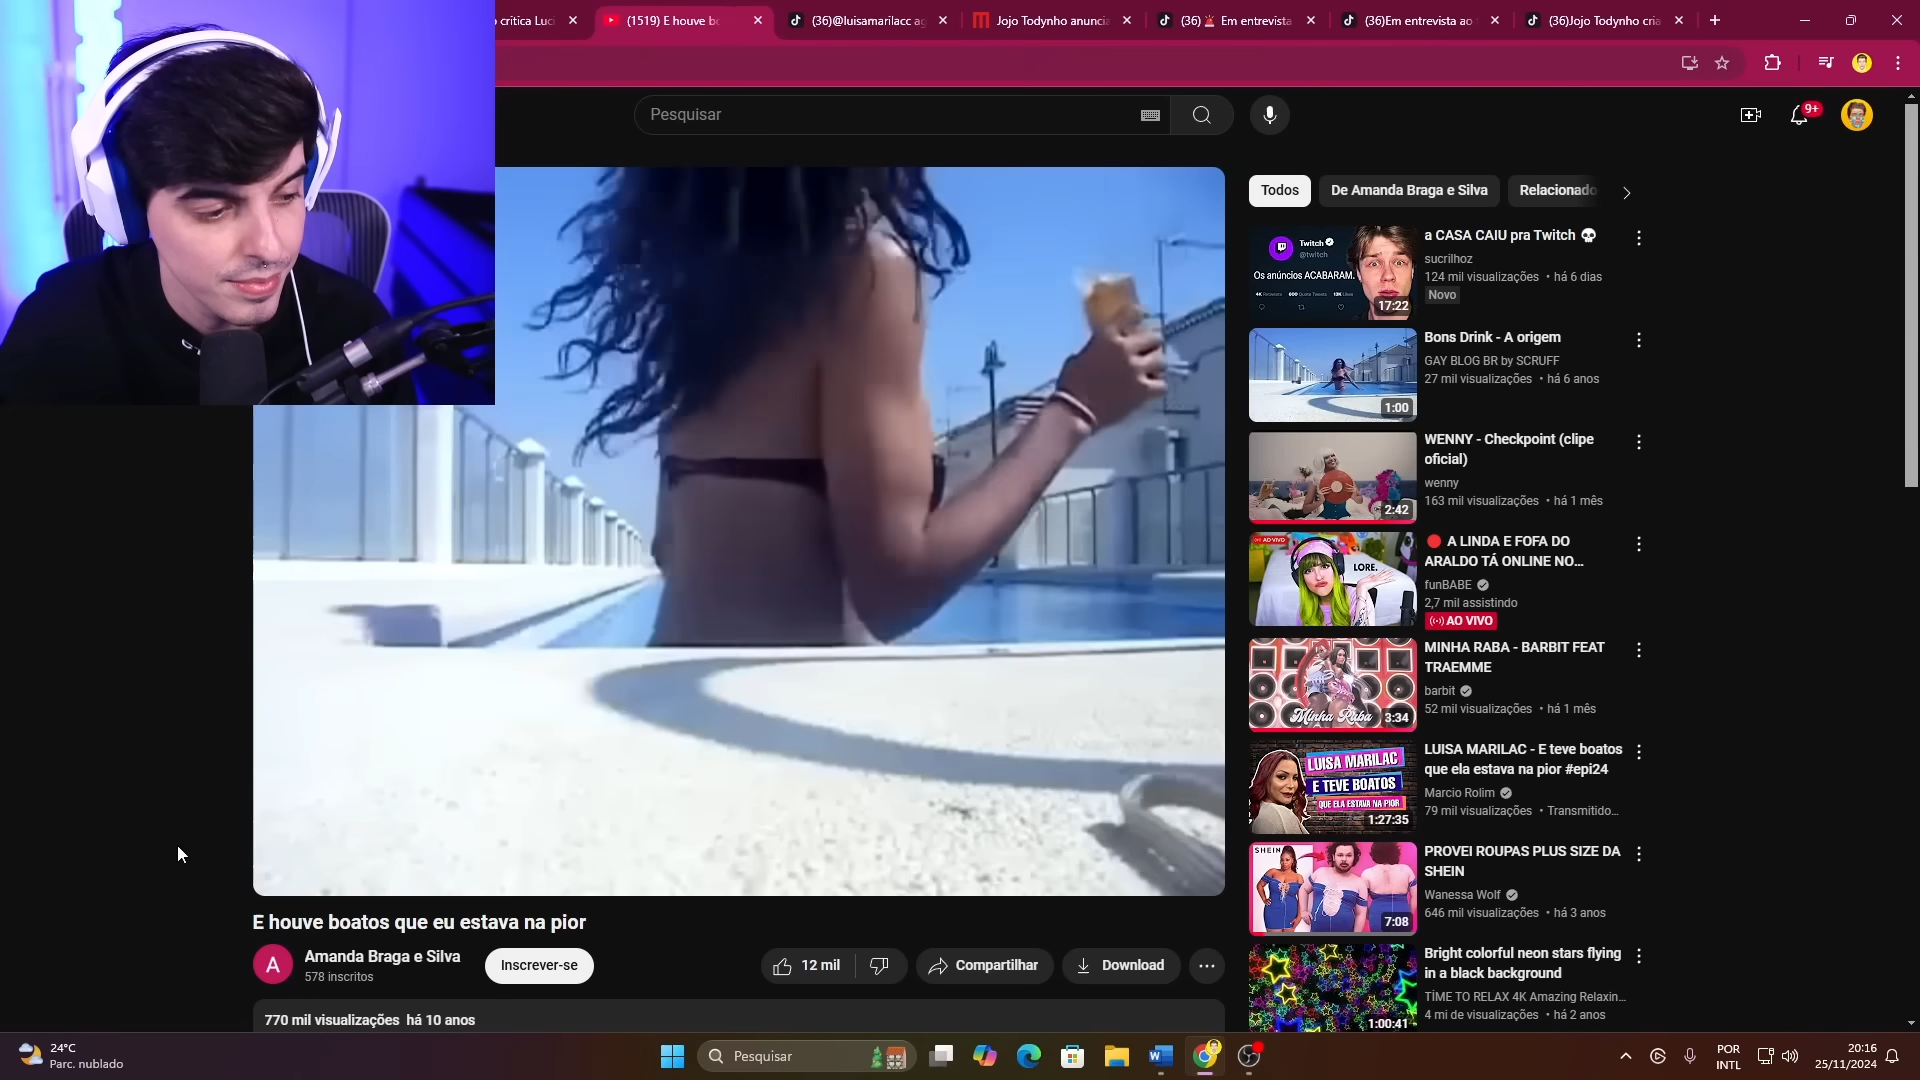 o critica Luci
(1519) E houve bo
(36)@luisamarilacc ag
Jojo Todynho anuncia
(36)🚨 Em entrevista
(36)Em entrevista ao
(36)Jojo Todynho cria
Pesquisar
9+
Todos
De Amanda Braga e Silva
Relacionado
Twitch
@twitch
Os anúncios ACABARAM.
17:22
a CASA CAIU pra Twitch 💀
sucrilhoz
124 mil visualizações • há 6 dias
Novo
1:00
Bons Drink - A origem
GAY BLOG BR by SCRUFF
27 mil visualizações • há 6 anos
2:42
WENNY - Checkpoint (clipe
oficial)
wenny
163 mil visualizações • há 1 mês
AO VIVO
LORE.
🔴 A LINDA E FOFA DO
ARALDO TÁ ONLINE NO...
funBABE
2,7 mil assistindo
AO VIVO
Minha Raba
3:34
MINHA RABA - BARBIT FEAT
TRAEMME
barbit
52 mil visualizações • há 1 mês
LUISA MARILAC
E TEVE BOATOS
QUE ELA ESTAVA NA PIOR
1:27:35
LUISA MARILAC - E teve boatos
que ela estava na pior #epi24
Marcio Rolim
79 mil visualizações • Transmitido...
SHEIN
7:08
PROVEI ROUPAS PLUS SIZE DA
SHEIN
Wanessa Wolf
646 mil visualizações • há 3 anos
1:00:41
Bright colorful neon stars flying
in a black background
TIME TO RELAX 4K Amazing Relaxin...
4 mi de visualizações • há 2 anos
E houve boatos que eu estava na pior
A
Amanda Braga e Silva
578 inscritos
Inscrever-se
12 mil
Compartilhar
Download
770 mil visualizações há 10 anos
24°C
Parc. nublado
Pesquisar
POR
INTL
20:16
25/11/2024